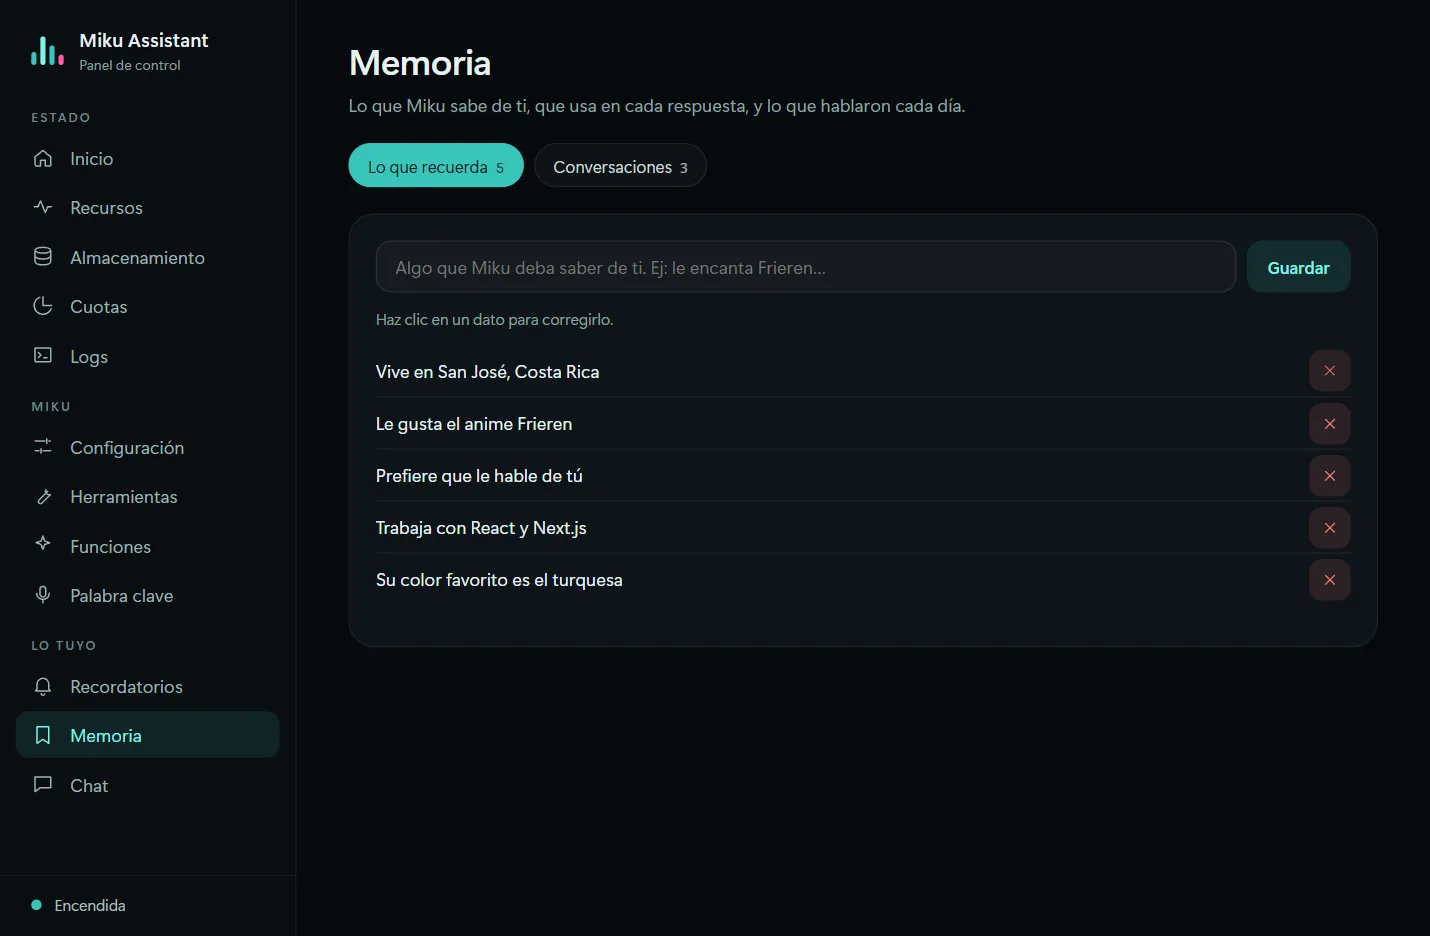 Miku Assistant
Panel de control
ESTADO
Inicio
Recursos
Almacenamiento
Cuotas
Logs
MIKU
Configuración
Herramientas
Funciones
Palabra clave
LO TUYO
Recordatorios
Memoria
Chat
Encendida
Memoria
Lo que Miku sabe de ti, que usa en cada respuesta, y lo que hablaron cada día.
Lo que recuerda 5
Conversaciones 3
Algo que Miku deba saber de ti. Ej: le encanta Frieren...
Guardar
Haz clic en un dato para corregirlo.
Vive en San José, Costa Rica
Le gusta el anime Frieren
Prefiere que le hable de tú
Trabaja con React y Next.js
Su color favorito es el turquesa